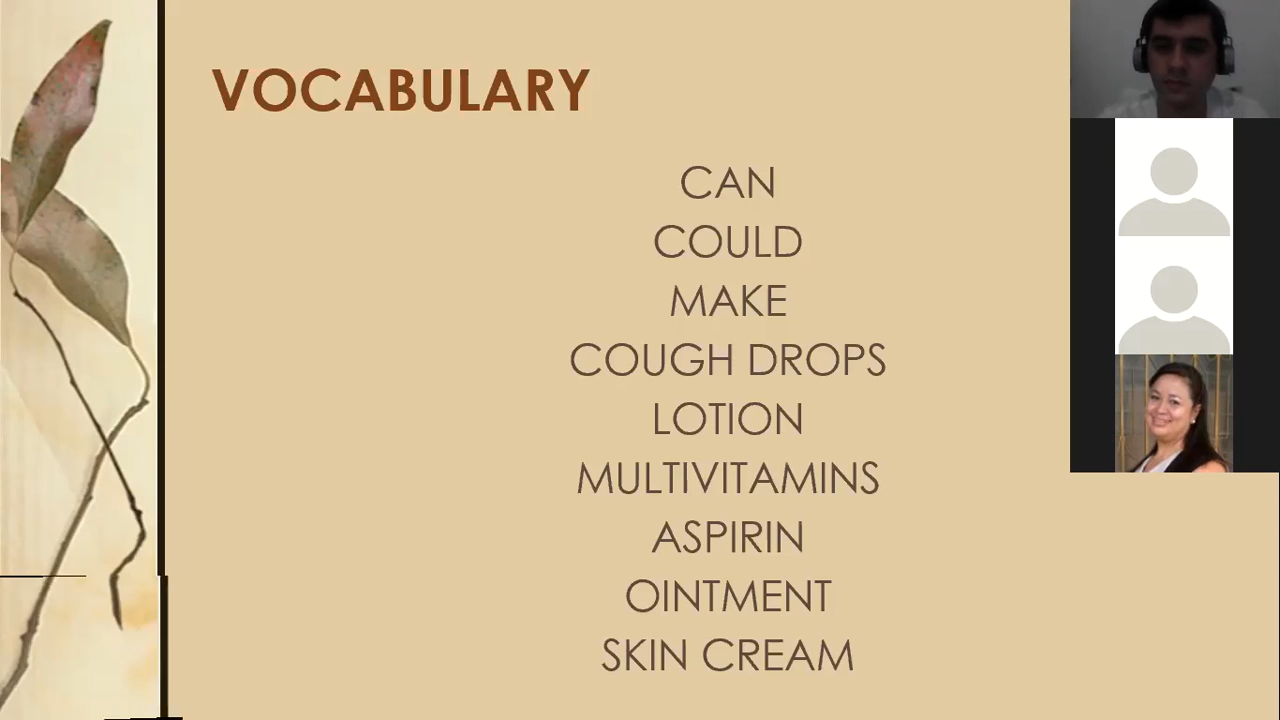 VOCABULARY
CAN
COULD
MAKE
COUGH DROPS
LOTION
MULTIVITAMINS
ASPIRIN
OINTMENT
SKIN CREAM